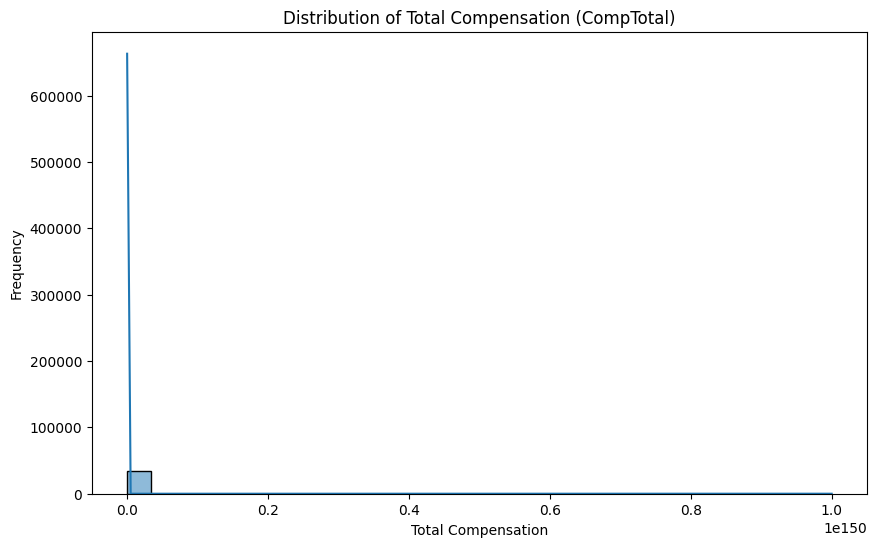 Distribution of Total Compensation (CompTotal)
600000
500000
400000
300000
200000
100000
0
Frequency
0.0 0.2 0.4 0.6 0.8 1.0
1e150
Total Compensation